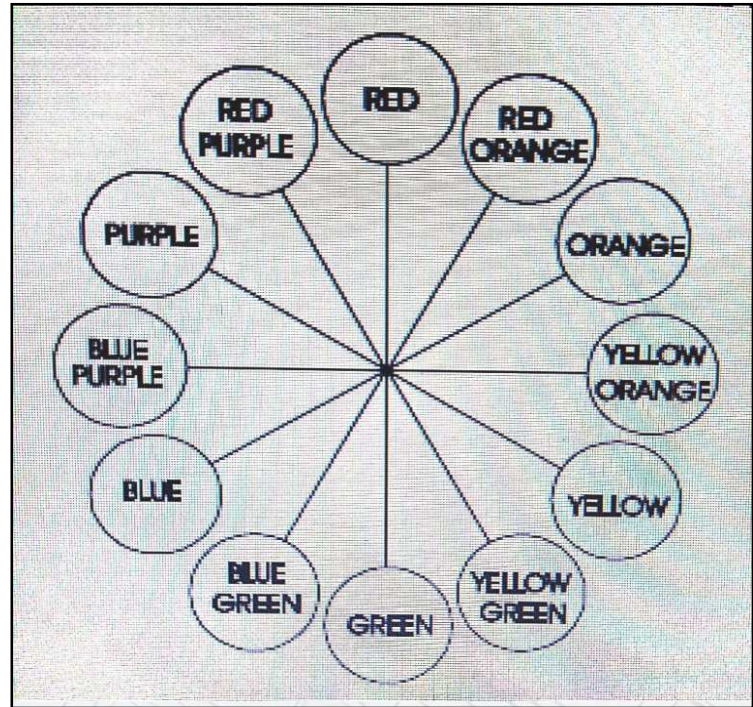 RED
RED
ORANGE
ORANGE
YELLOW
ORANGE
YELLOW
YELLOW
GREEN
GREEN
BLUE
GREEN
BLUE
BLUE
PURPLE
PURPLE
RED
PURPLE